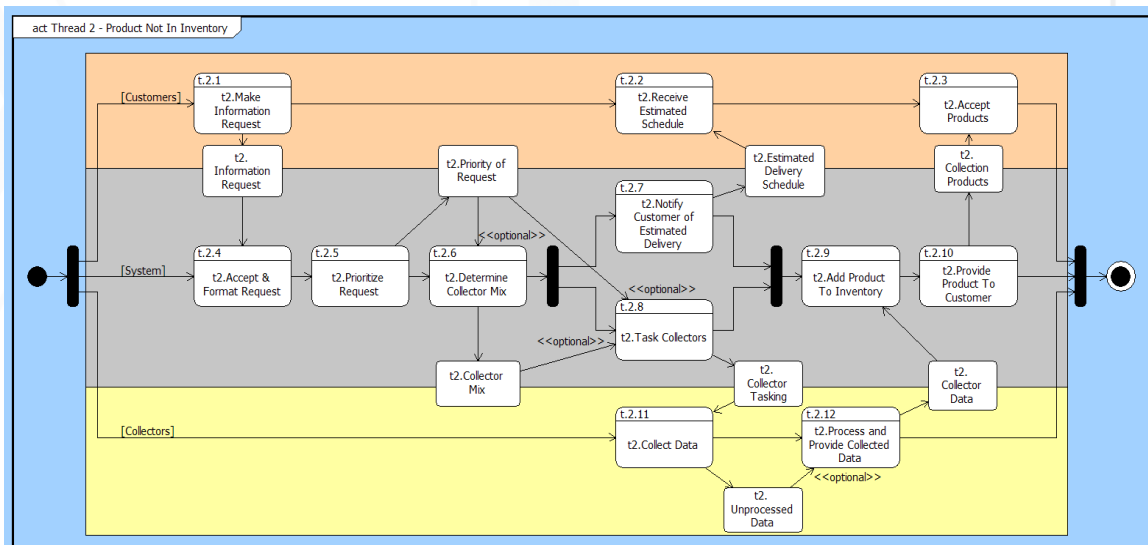 act Thread 2 - Product Not In Inventory
t.2.1
t2.Make
Information
Request
t.2.2
t2.Receive
Estimated
Schedule
t.2.3
t2.Accept
Products
[Customers]
t2.
Information
Request
t2.Priority of
Request
t2.Estimated
Delivery
Schedule
t2.
Collection
Products
t.2.7
t2.Notify
Customer of
Estimated
Delivery
<<optional>>
[System]
t.2.4
t2.Accept &
Format Request
t.2.5
t2.Prioritize
Request
t.2.6
t2.Determine
Collector Mix
t.2.9
t2.Add Product
To Inventory
t.2.10
t2.Provide
Product To
Customer
<<optional>>
t.2.8
t2.Task Collectors
<<optional>>
t2.Collector
Mix
t2.
Collector
Tasking
t2.
Collector
Data
[Collectors]
t.2.11
t2.Collect Data
t.2.12
t2.Process and
Provide Collected
Data
<<optional>>
t2.
Unprocessed
Data